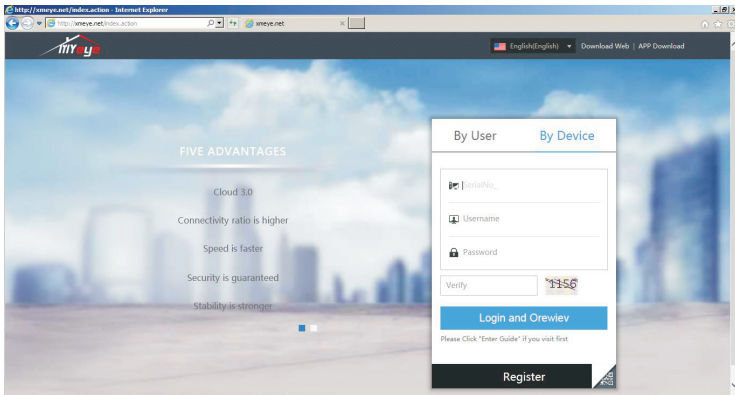 http://xmeye.net/index.action - Internet Explorer
http://xmeye.net/index.action
xmeye.net
myeye
English(English)
Download Web | APP Download
FIVE ADVANTAGES
Cloud 3.0
Connectivity ratio is higher
Speed is faster
Security is guaranteed
Stability is stronger
By User
By Device
SerialNo_
Username
Password
Verify
1156
Login and Orewiev
Please Click "Enter Guide" if you visit first
Register